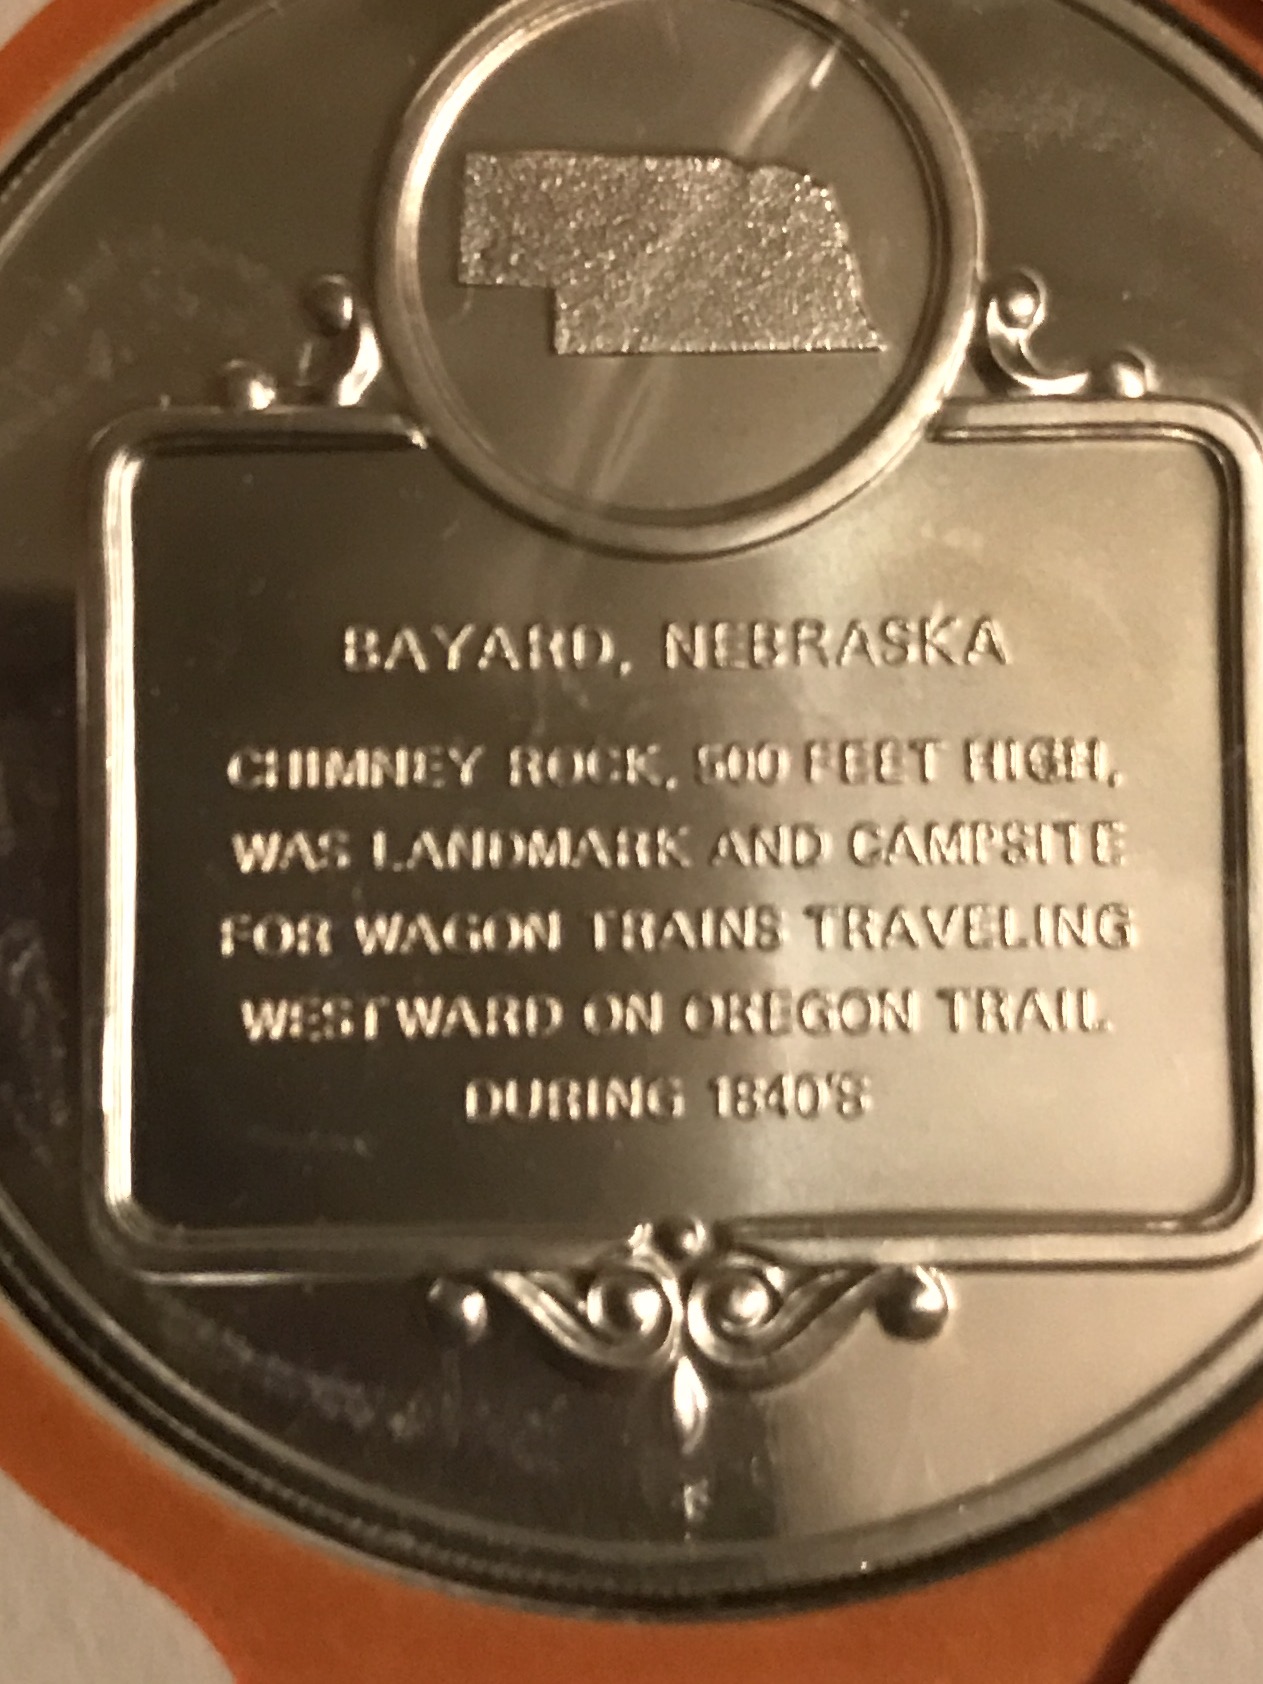 BAYARD, NEBRASKA
CHIMNEY ROCK, 500 FEET HIGH,
WAS LANDMARK AND CAMPSITE
FOR WAGON TRAINS TRAVELING
WESTWARD ON OREGON TRAIL
DURING 1840'S